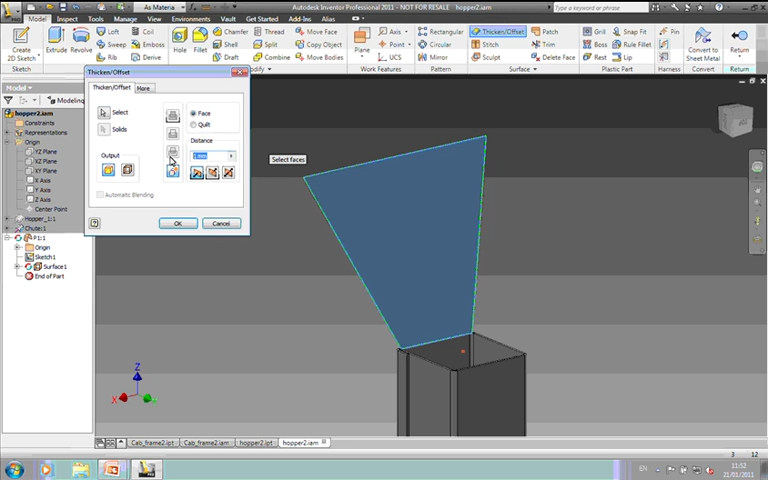 As Materia
Autodesk Inventor Professional 2011 - NOT FOR RESALE hopper2.iam
Type a keyword or phrase
Model Inspect Tools Manage View Environments Vault Get Started Add-Ins Alias
Create 2D Sketch
Extrude
Revolve
Loft
Coil
Rib
Emboss
Hole
Fillet
Chamfer
Thread
Move Face
Shell
Combine
Copy Object
Draft
Split
Move Bodies
Plane
Axis
Point
UCS
Rectangular
Circular
Mirror
Thicken/Offset
Patch
Stitch
Trim
Sculpt
Delete Face
Grill
Snap Fit
Boss
Rule Fillet
Rest
Lip
Pin
Harness
Convert to Sheet Metal
Return
Sketch
Modify
Work Features
Pattern
Surface
Plastic Part
Harness
Convert
Return
Model
Modeling
hopper2.iam
Constraints
Representations
Origin
YZ Plane
XZ Plane
XY Plane
X Axis
Y Axis
Z Axis
Center Point
Hopper_1:1
Chute:1
P1:1
Origin
Sketch1
Surface1
End of Part
Thicken/Offset
Thicken/Offset More
Select
Solids
Face
Quilt
Distance
1 mm
Output
Automatic Blending
OK Cancel
Select faces
Z
X
Y
Cab_frame2.ipt Cab_frame2.iam hopper2.ipt hopper2.iam
3 12
EN
11:52
21/01/2011